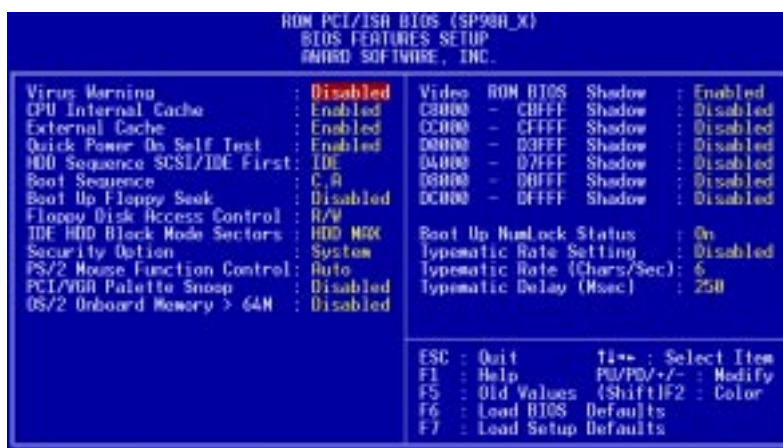 ROM PCI/ISA BIOS (SP98A_X)
BIOS FEATURES SETUP
AWARD SOFTWARE, INC.
Virus Warning : Disabled
CPU Internal Cache : Enabled
External Cache : Enabled
Quick Power On Self Test : Enabled
HDD Sequence SCSI/IDE First: IDE
Boot Sequence : C,A
Boot Up Floppy Seek : Disabled
Floppy Disk Access Control : R/W
IDE HDD Block Mode Sectors : HDD MAX
Security Option : System
PS/2 Mouse Function Control: Auto
PCI/VGA Palette Snoop : Disabled
OS/2 Onboard Memory > 64M : Disabled
Video ROM BIOS Shadow : Enabled
C8000 - CBFFF Shadow : Disabled
CC000 - CFFFF Shadow : Disabled
D0000 - D3FFF Shadow : Disabled
D4000 - D7FFF Shadow : Disabled
D8000 - DBFFF Shadow : Disabled
DC000 - DFFFF Shadow : Disabled
Boot Up NumLock Status : On
Typematic Rate Setting : Disabled
Typematic Rate (Chars/Sec): 6
Typematic Delay (Msec) : 250
ESC : Quit ↑↓→← : Select Item
F1 : Help PU/PD/+/- : Modify
F5 : Old Values (Shift)F2 : Color
F6 : Load BIOS Defaults
F7 : Load Setup Defaults